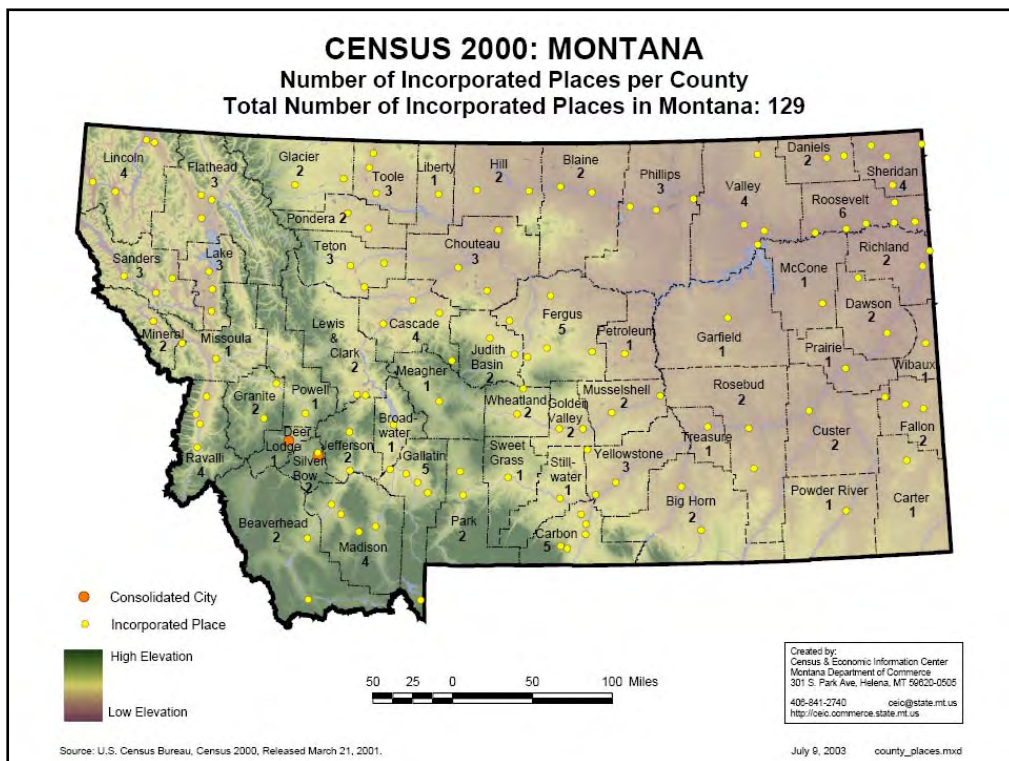 CENSUS 2000: MONTANA
Number of Incorporated Places per County
Total Number of Incorporated Places in Montana: 129
Lincoln
4
Flathead
3
Glacier
2
Toole
3
Liberty
1
Hill
2
Blaine
2
Phillips
3
Valley
4
Daniels
2
Sheridan
4
Roosevelt
6
Pondera 2
Teton
3
Chouteau
4
Sanders
3
Lake
3
Richland
2
McCone
1
Dawson
2
Mineral
2
Missoula
1
Lewis
&
Clark
2
Cascade
4
Judith
Basin
2
Fergus
5
Petroleum
1
Garfield
1
Prairie
1
Wibaux
1
Meagher
1
Powell
1
Granite
2
Deer
Lodge
1
Silver
Bow
2
Jefferson
2
Broad-
water
1
Wheatland
2
Golden
Valley
2
Musselshell
2
Rosebud
2
Treasure
1
Custer
2
Fallon
2
Ravalli
4
Gallatin
5
Sweet
Grass
1
Still-
water
1
Yellowstone
3
Big Horn
2
Powder River
1
Carter
1
Beaverhead
2
Madison
4
Park
2
Carbon
5
Consolidated City
Incorporated Place
High Elevation
Low Elevation
50 25 0 50 100 Miles
Created by:
Census & Economic Information Center
Montana Department of Commerce
301 S. Park Ave, Helena, MT 59620-0505
406-841-2740 ceic@state.mt.us
http://ceic.commerce.state.mt.us
Source: U.S. Census Bureau, Census 2000, Released March 21, 2001.
July 9, 2003 county_places.mxd